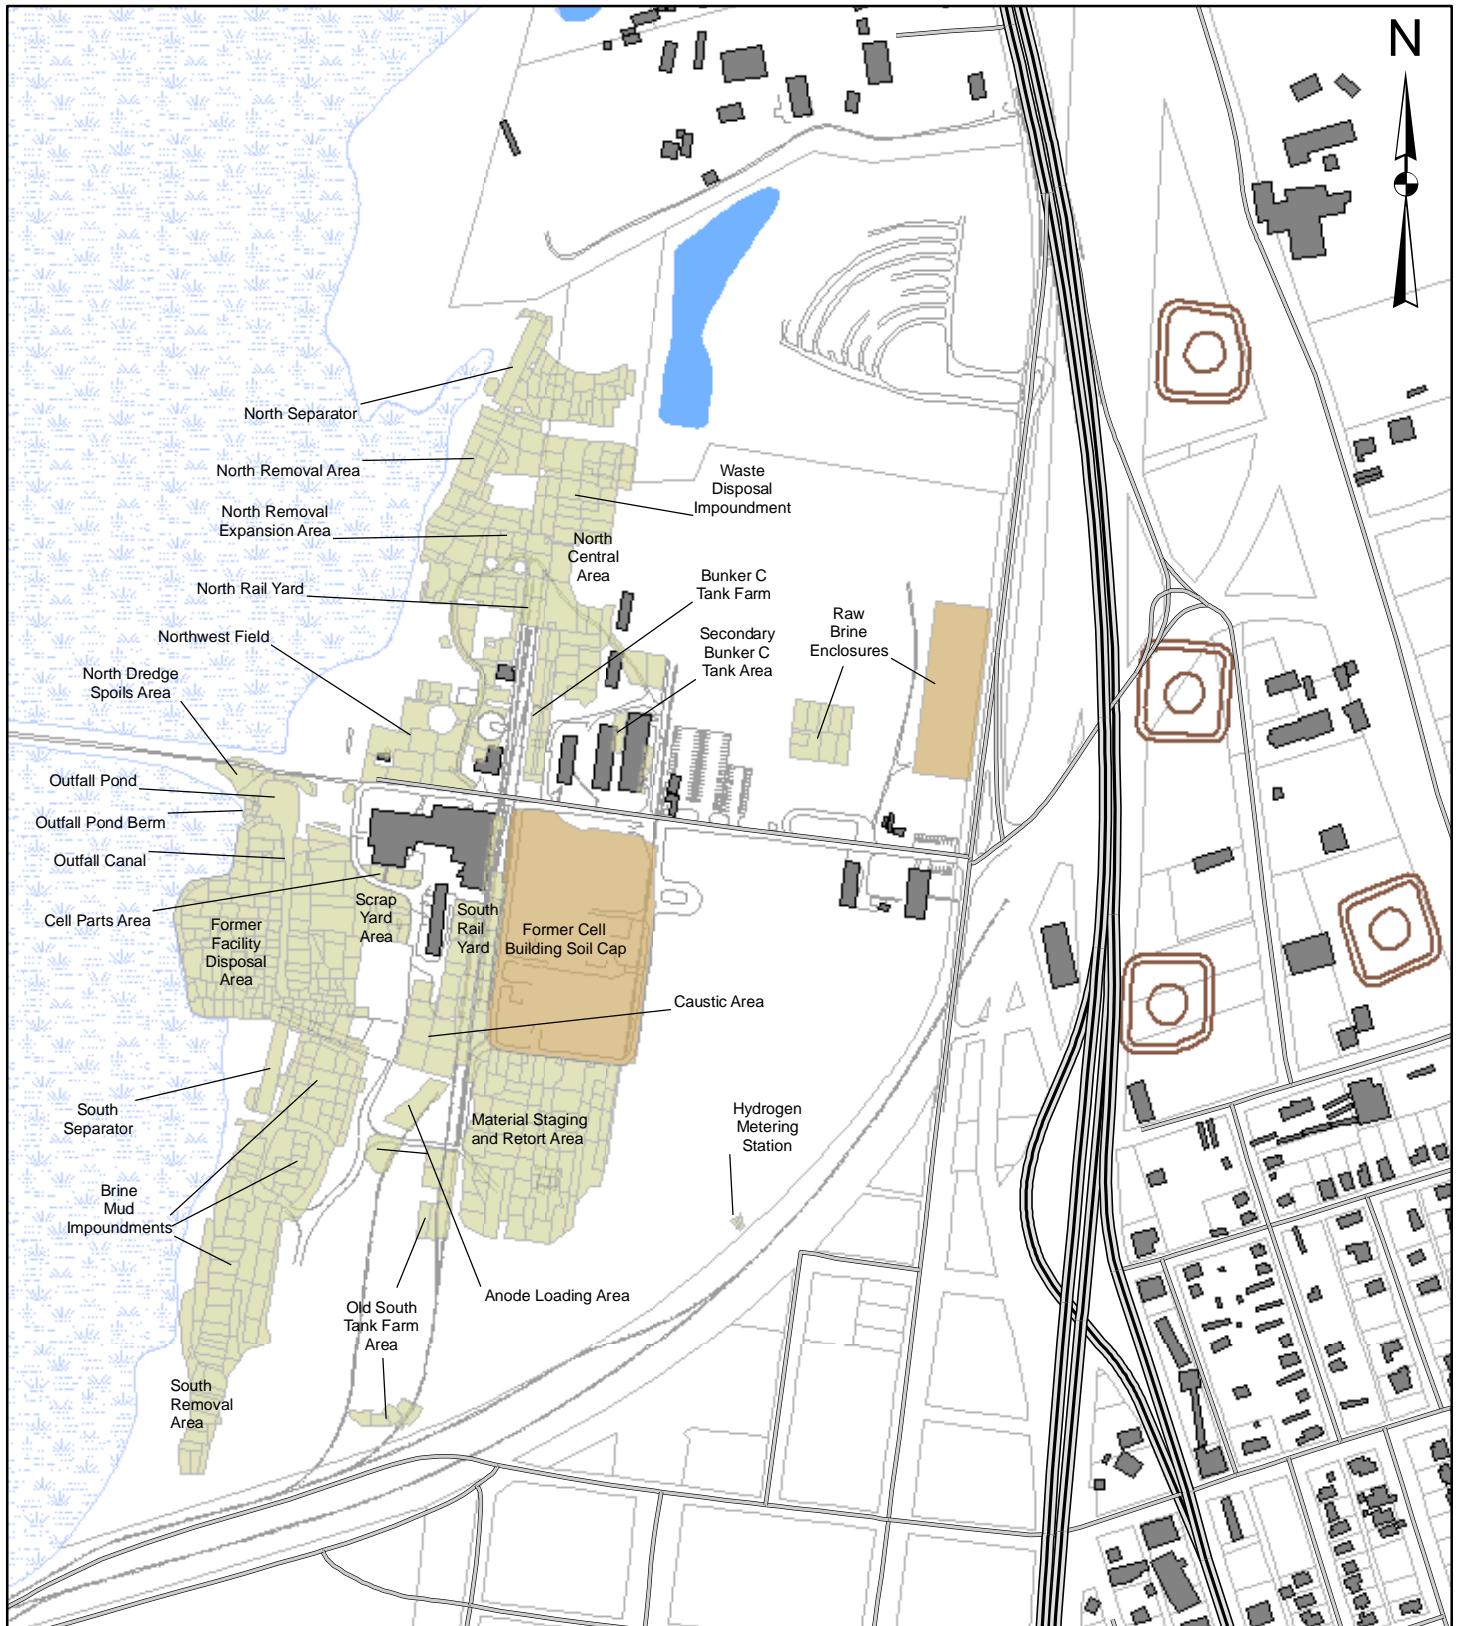 N
North Separator
North Removal Area
Waste
Disposal
Impoundment
North Removal
Expansion Area
North
Central
Area
North Rail Yard
Bunker C
Tank Farm
Raw
Brine
Enclosures
Northwest Field
Secondary
Bunker C
Tank Area
North Dredge
Spoils Area
Outfall Pond
Outfall Pond Berm
Outfall Canal
Cell Parts Area
Scrap
Yard
Area
South
Rail
Yard
Former
Facility
Disposal
Area
Former Cell
Building Soil Cap
Caustic Area
South
Separator
Material Staging
and Retort Area
Hydrogen
Metering
Station
Brine
Mud
Impoundments
Anode Loading Area
Old South
Tank Farm
Area
South
Removal
Area